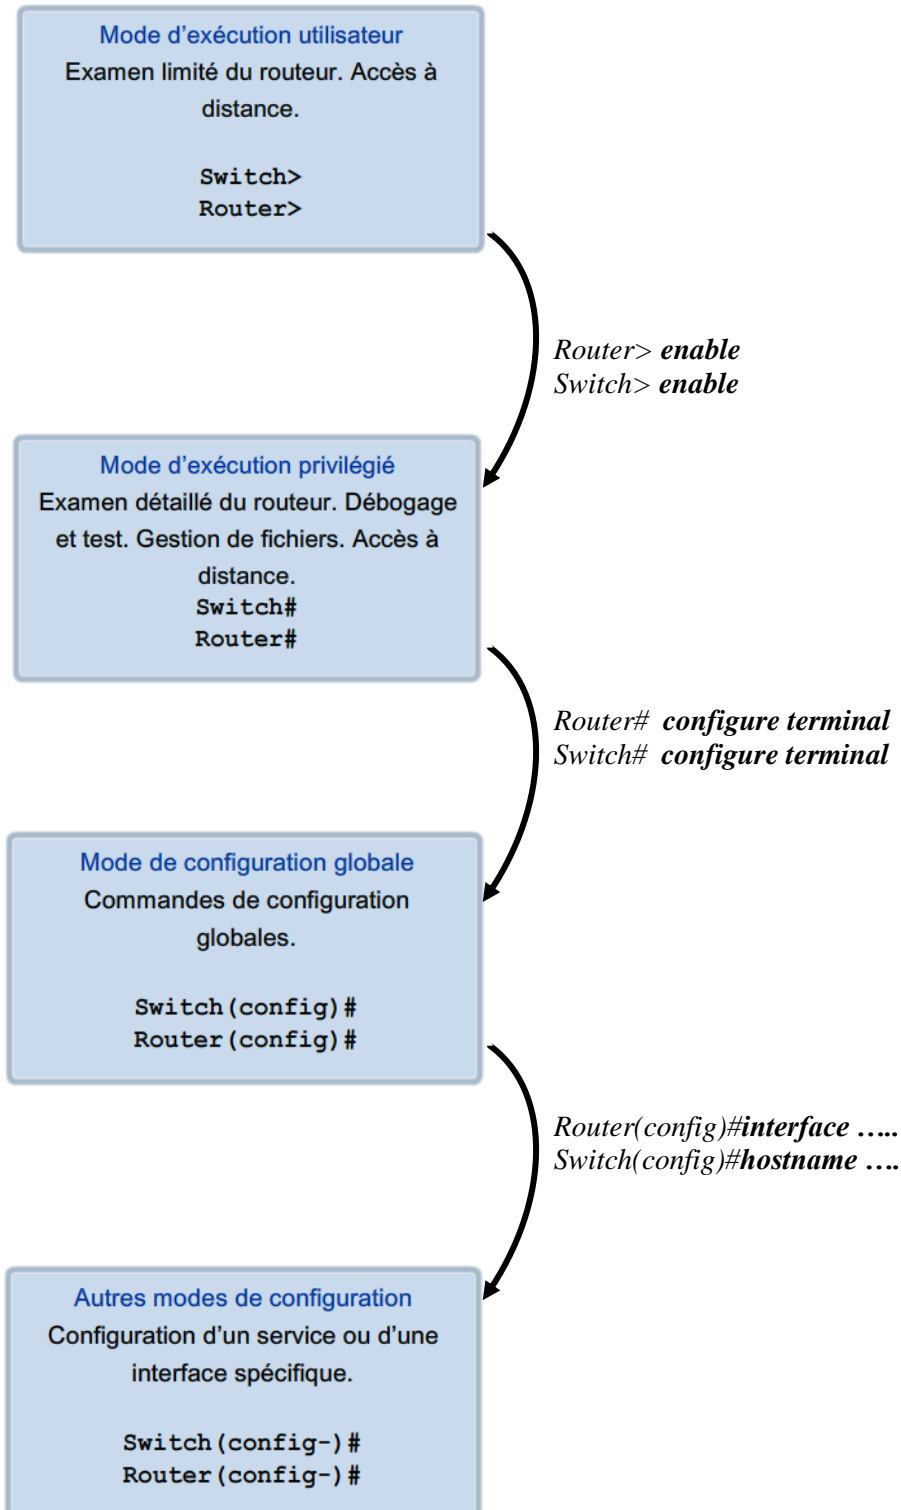 Mode d'exécution utilisateur
Examen limité du routeur. Accès à
distance.
Switch>
Router>
Router> enable
Switch> enable
Mode d'exécution privilégié
Examen détaillé du routeur. Débogage
et test. Gestion de fichiers. Accès à
distance.
Switch#
Router#
Router# configure terminal
Switch# configure terminal
Mode de configuration globale
Commandes de configuration
globales.
Switch(config)#
Router(config)#
Router(config)#interface …..
Switch(config)#hostname ….
Autres modes de configuration
Configuration d'un service ou d'une
interface spécifique.
Switch(config-)#
Router(config-)#